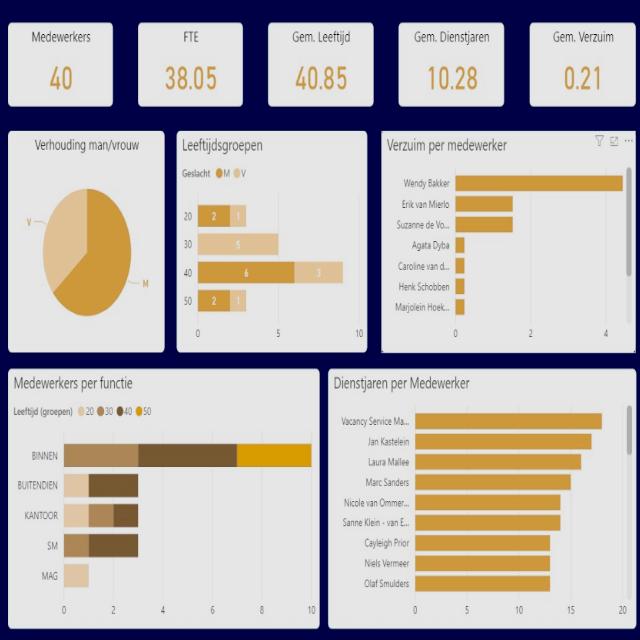 Medewerkers
40
FTE
38.05
Gem. Leeftijd
40.85
Gem. Dienstjaren
10.28
Gem. Verzuim
0.21
Verhouding man/vrouw
V
M
Leeftijdsgroepen
Geslacht M V
20 2 1
30 5
40 6 3
50 2 1
0 5 10
Verzuim per medewerker
Wendy Bakker
Erik van Mierlo
Suzanne de Vo...
Agata Dyba
Caroline van d...
Henk Schobben
Marjolein Hoek...
0 2 4
Medewerkers per functie
Leeftijd (groepen) 20 30 40 50
BINNEN
BUITENDIEN
KANTOOR
SM
MAG
0 2 4 6 8 10
Dienstjaren per Medewerker
Vacancy Service Ma...
Jan Kastelein
Laura Mallee
Marc Sanders
Nicole van Ommer...
Sanne Klein - van E...
Cayleigh Prior
Niels Vermeer
Olaf Smulders
0 5 10 15 20